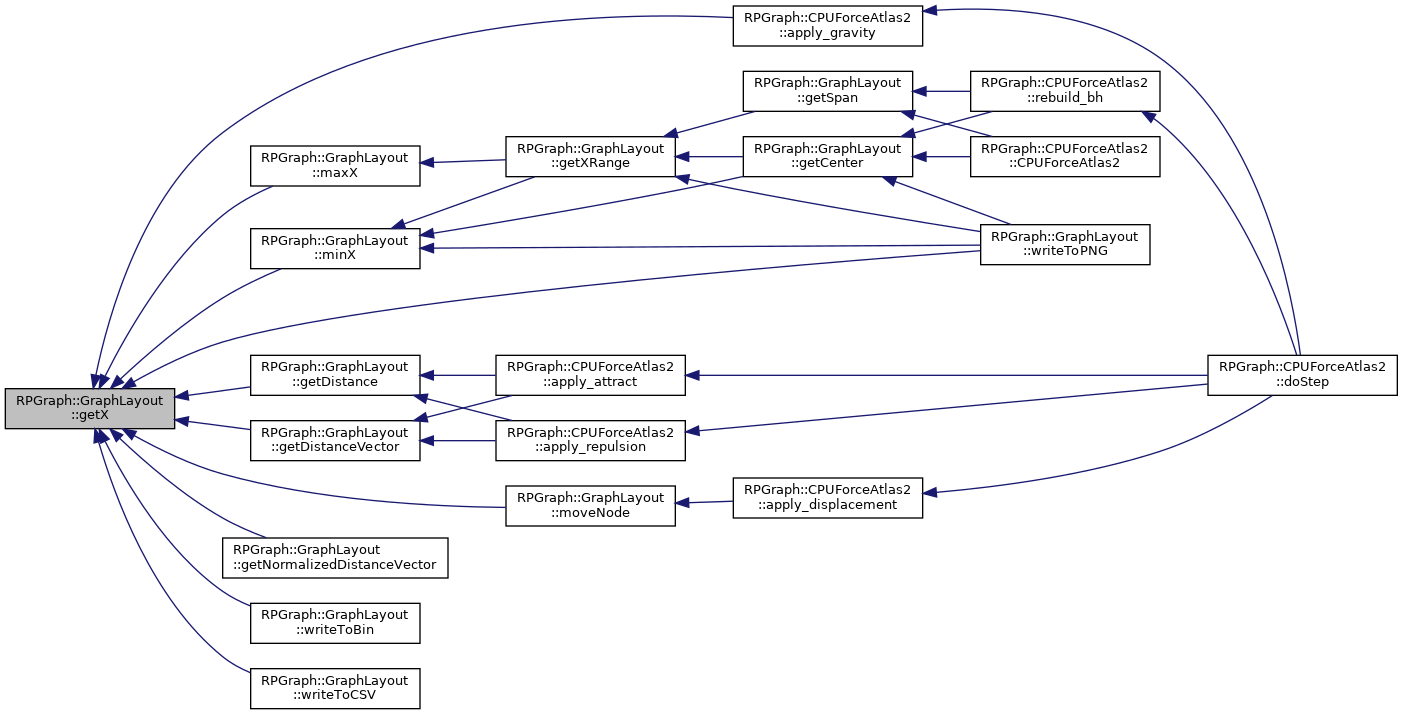 RPGraph::CPUForceAtlas2
::apply_gravity
RPGraph::GraphLayout
::getSpan
RPGraph::CPUForceAtlas2
::rebuild_bh
RPGraph::GraphLayout
::maxX
RPGraph::GraphLayout
::getXRange
RPGraph::GraphLayout
::getCenter
RPGraph::CPUForceAtlas2
::CPUForceAtlas2
RPGraph::GraphLayout
::minX
RPGraph::GraphLayout
::writeToPNG
RPGraph::GraphLayout
::getX
RPGraph::GraphLayout
::getDistance
RPGraph::CPUForceAtlas2
::apply_attract
RPGraph::CPUForceAtlas2
::doStep
RPGraph::GraphLayout
::getDistanceVector
RPGraph::CPUForceAtlas2
::apply_repulsion
RPGraph::GraphLayout
::moveNode
RPGraph::CPUForceAtlas2
::apply_displacement
RPGraph::GraphLayout
::getNormalizedDistanceVector
RPGraph::GraphLayout
::writeToBin
RPGraph::GraphLayout
::writeToCSV